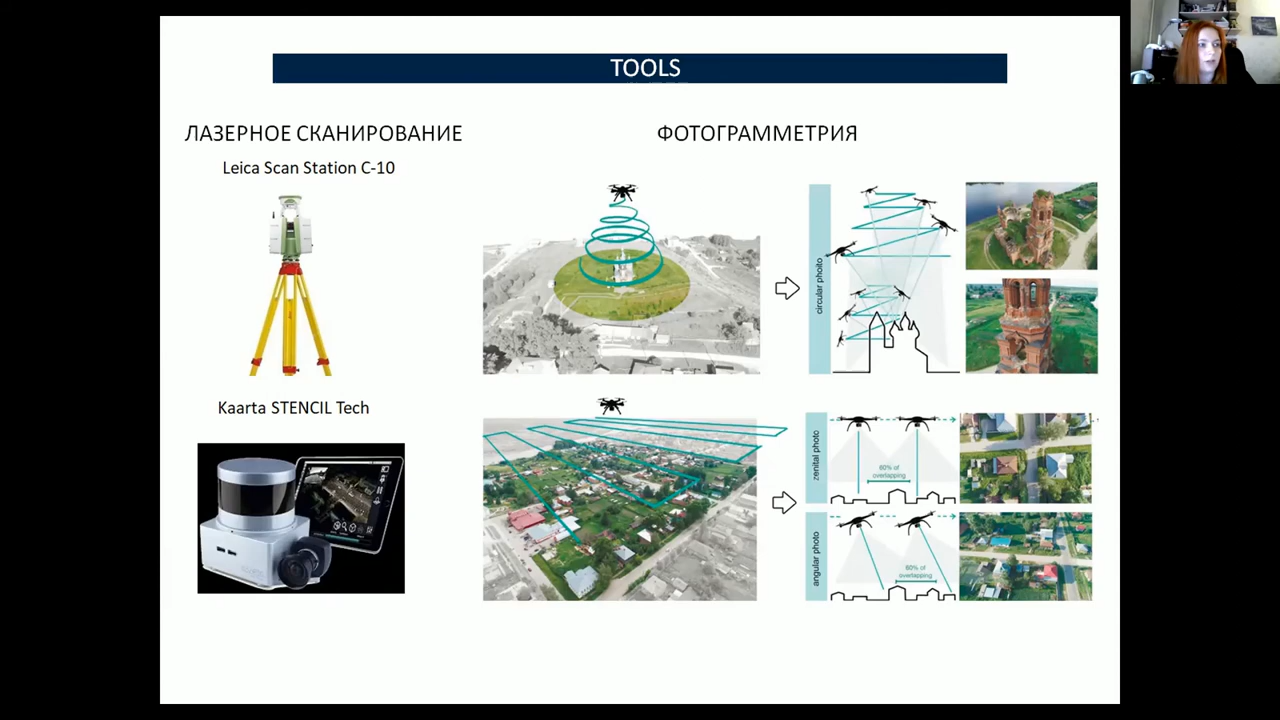 TOOLS
ЛАЗЕРНОЕ СКАНИРОВАНИЕ
ФОТОГРАММЕТРИЯ
Leica Scan Station C-10
circular phoito
Kaarta STENCIL Tech
zenital photo
60% of
overlapping
angular photo
60% of
overlapping